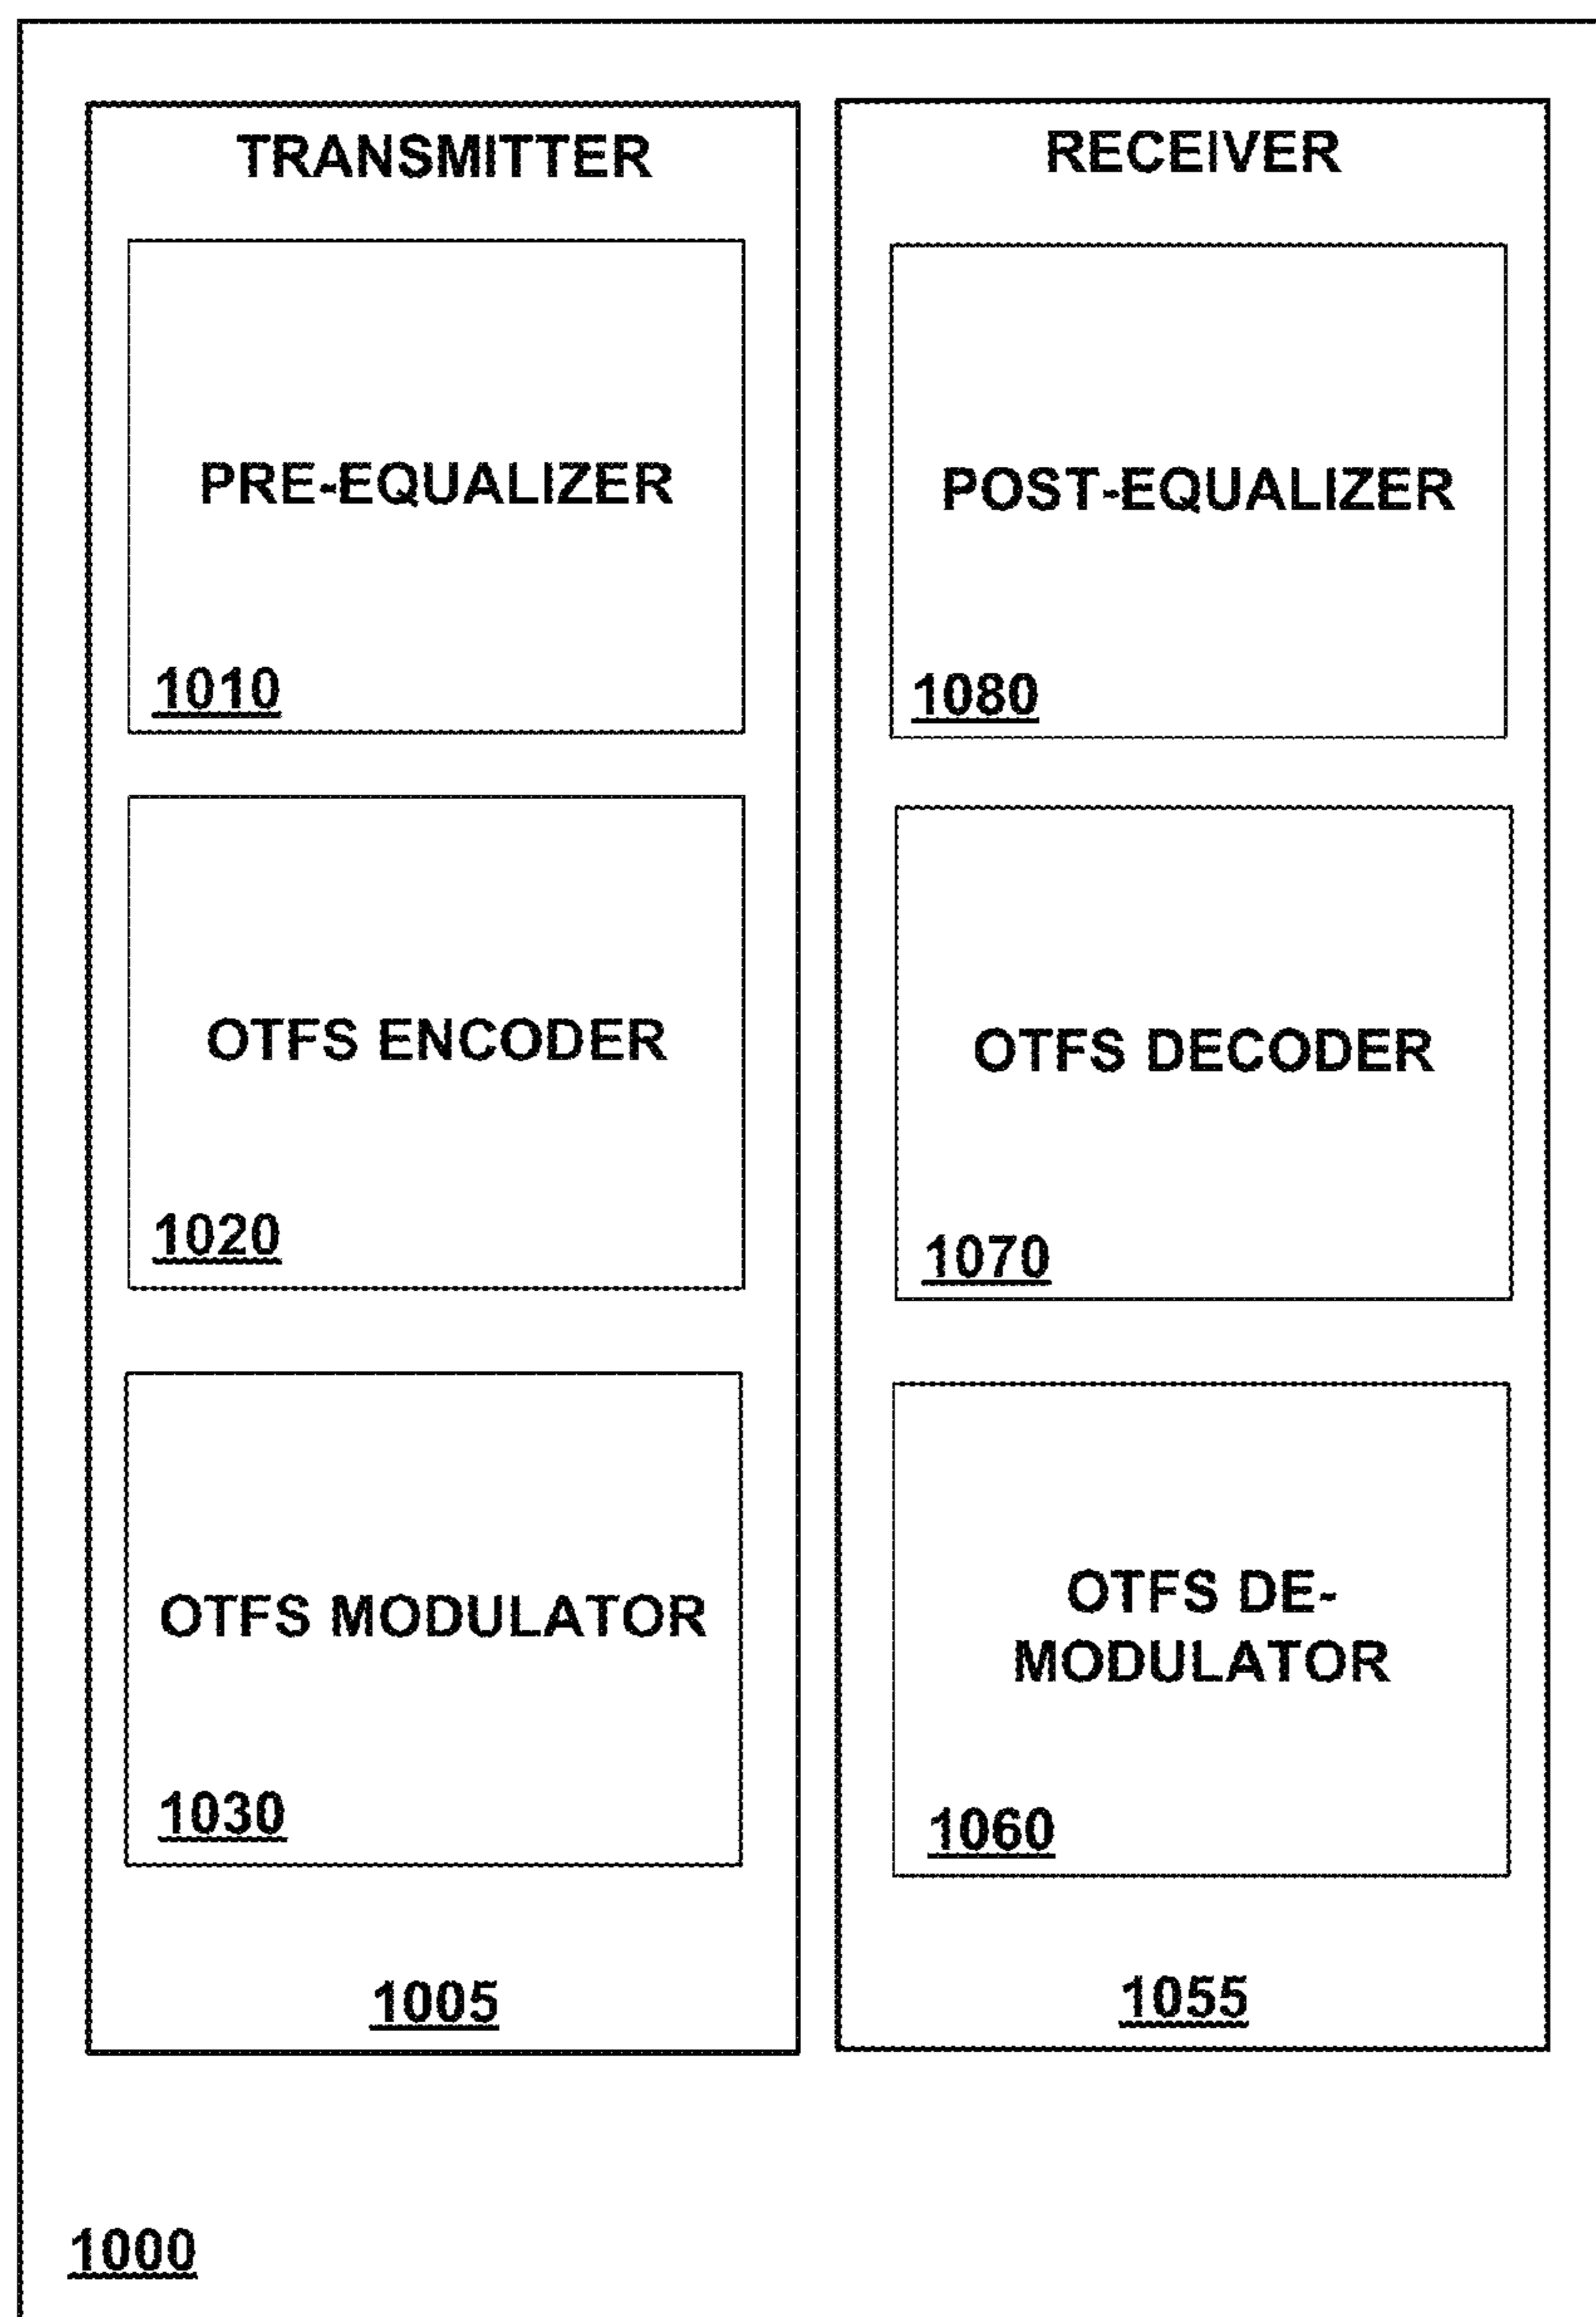 TRANSMITTER
PRE-EQUALIZER
1010
OTFS ENCODER
1020
OTFS MODULATOR
1030
1005
RECEIVER
POST-EQUALIZER
1080
OTFS DECODER
1070
OTFS DE-
MODULATOR
1060
1055
1000